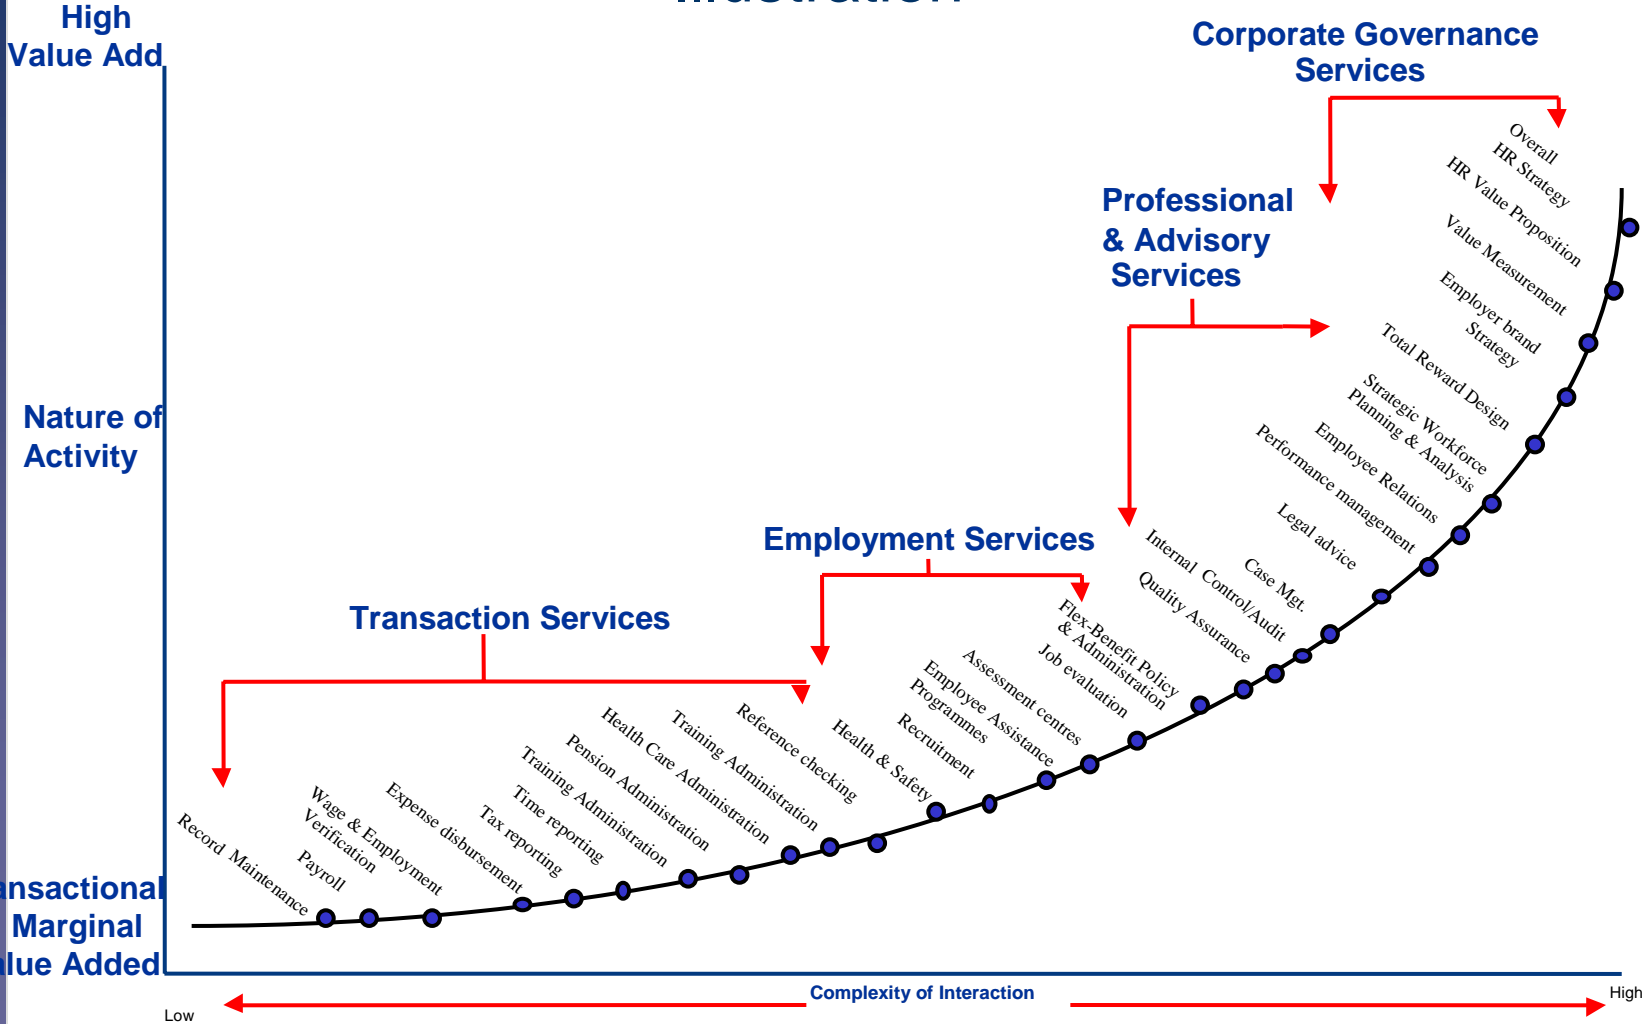 High
Value Add
Corporate Governance
Services
Overall
HR Strategy
HR Value Proposition
Professional
& Advisory
Services
Value Measurement
Employer brand
Strategy
Total Reward Design
Strategic Workforce
Planning & Analysis
Nature of
Activity
Employee Relations
Performance management
Legal advice
Employment Services
Internal Control/Audit
Case Mgt.
Quality Assurance
Transaction Services
Flex-Benefit Policy
& Administration
Job evaluation
Assessment centres
Employee Assistance
Programmes
Recruitment
Health & Safety
Reference checking
Training Administration
Health Care Administration
Pension Administration
Training Administration
Time reporting
Tax reporting
Expense disbursement
Wage & Employment
Verification
Payroll
Record Maintenance
ansactional
Marginal
lue Added
Complexity of Interaction
Low
High